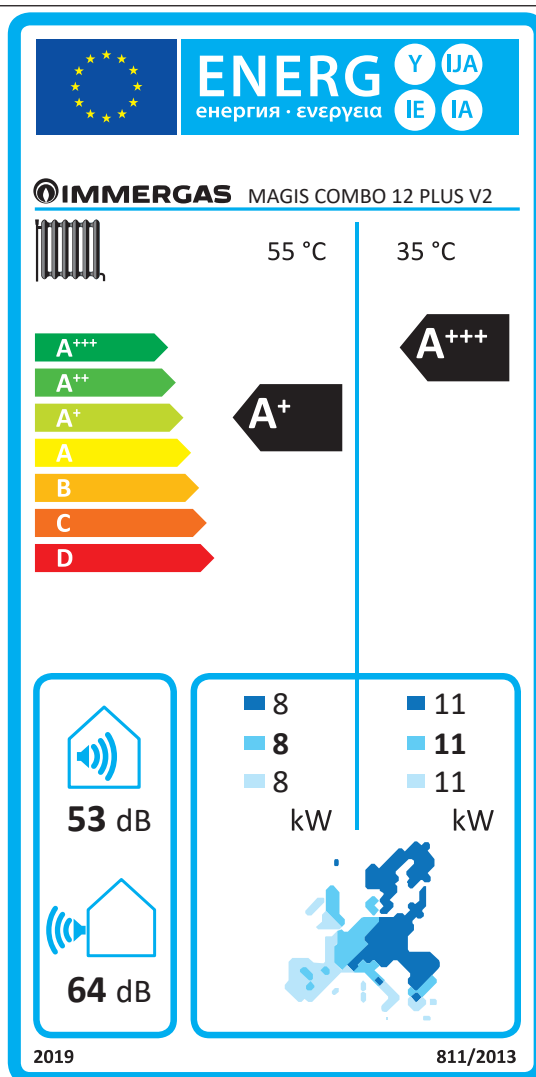 ENERG Y IJA
енергия · ενεργεια IE IA
IMMERGAS MAGIS COMBO 12 PLUS V2
55 °C 35 °C
A+++
A++
A+
A
B
C
D
A+
A+++
53 dB
64 dB
8 11
8 11
8 11
kW kW
2019 811/2013